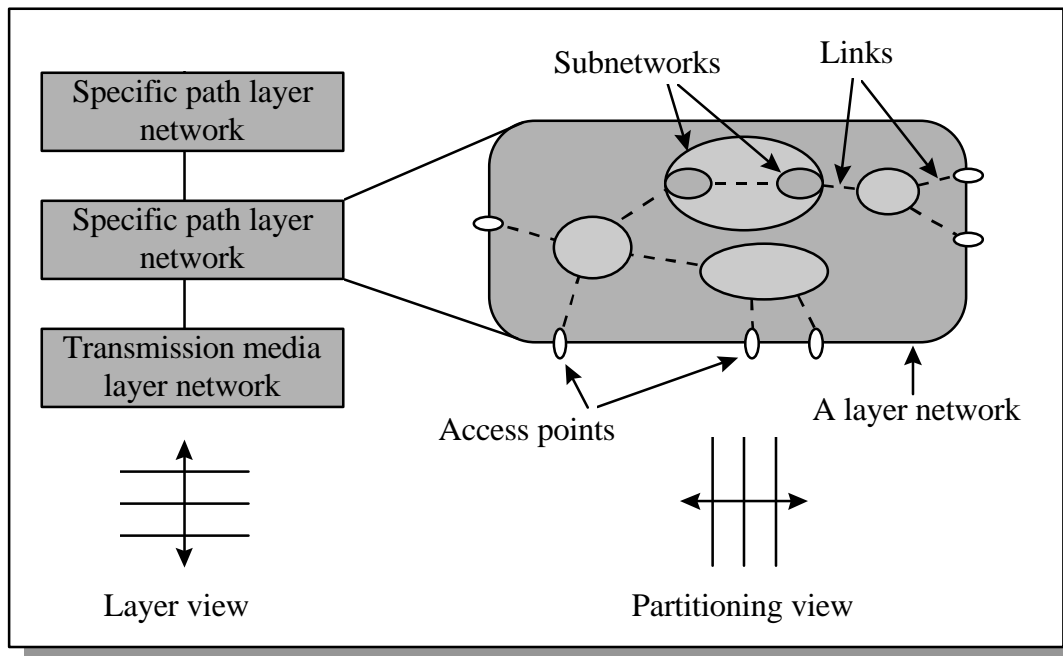 Specific path layer
network
Specific path layer
network
Transmission media
layer network
Layer view
Subnetworks
Links
Access points
A layer network
Partitioning view